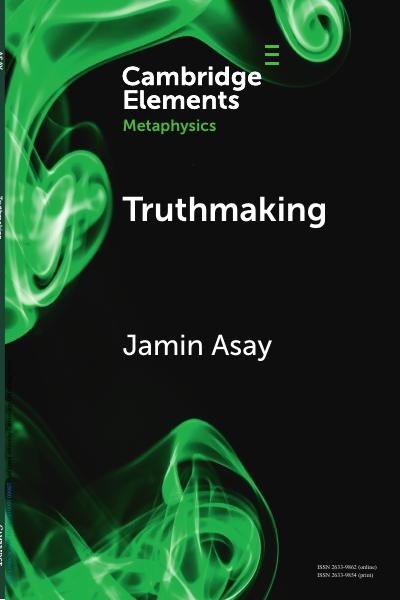 Cambridge
Elements
Metaphysics
Truthmaking
Jamin Asay
ISSN 2633-9862 (online)
ISSN 2633-9854 (print)